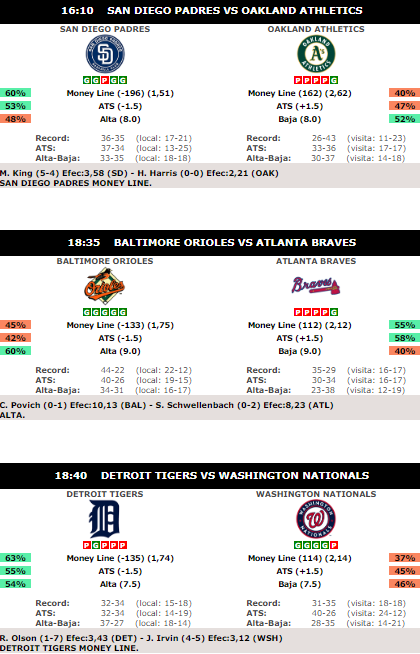 16:10 SAN DIEGO PADRES VS OAKLAND ATHLETICS
SAN DIEGO PADRES OAKLAND ATHLETICS
SD A's ATHLETICS
G G P G G P P P P G
60% Money Line (-196) (1,51) Money Line (162) (2,62) 40%
53% ATS (-1.5) ATS (+1.5) 47%
48% Alta (8.0) Baja (8.0) 52%
Record: 36-35 (local: 17-21) Record: 26-43 (visita: 11-23)
ATS: 37-34 (local: 13-25) ATS: 33-36 (visita: 17-17)
Alta-Baja: 33-35 (local: 18-18) Alta-Baja: 30-37 (visita: 14-18)
M. King (5-4) Efec:3,58 (SD) - H. Harris (0-0) Efec:2,21 (OAK)
SAN DIEGO PADRES MONEY LINE.
18:35 BALTIMORE ORIOLES VS ATLANTA BRAVES
BALTIMORE ORIOLES ATLANTA BRAVES
Orioles Braves
G G G G G P P P P G
45% Money Line (-133) (1,75) Money Line (112) (2,12) 55%
42% ATS (-1.5) ATS (+1.5) 58%
60% Alta (9.0) Baja (9.0) 40%
Record: 44-22 (local: 22-12) Record: 35-29 (visita: 16-17)
ATS: 40-26 (local: 19-15) ATS: 30-34 (visita: 16-17)
Alta-Baja: 34-31 (local: 16-17) Alta-Baja: 23-38 (visita: 12-19)
C. Povich (0-1) Efec:10,13 (BAL) - S. Schwellenbach (0-2) Efec:8,23 (ATL)
ALTA.
18:40 DETROIT TIGERS VS WASHINGTON NATIONALS
DETROIT TIGERS WASHINGTON NATIONALS
D WASHINGTON W NATIONALS
P G P P P G G G G P
63% Money Line (-135) (1,74) Money Line (114) (2,14) 37%
55% ATS (-1.5) ATS (+1.5) 45%
54% Alta (7.5) Baja (7.5) 46%
Record: 32-34 (local: 15-18) Record: 31-35 (visita: 18-18)
ATS: 32-34 (local: 14-19) ATS: 40-26 (visita: 24-12)
Alta-Baja: 37-27 (local: 18-14) Alta-Baja: 28-35 (visita: 14-21)
R. Olson (1-7) Efec:3,43 (DET) - J. Irvin (4-5) Efec:3,12 (WSH)
DETROIT TIGERS MONEY LINE.